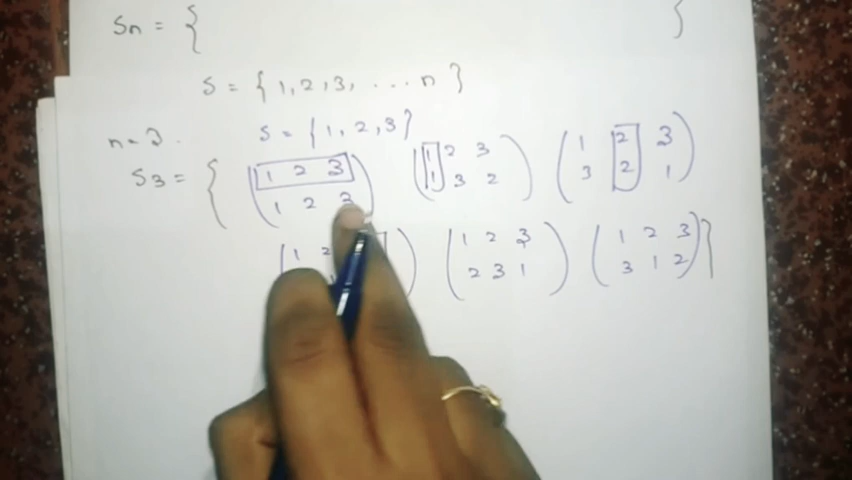 Sn = { }
S = { 1, 2, 3, ... n }
n = 3. S = { 1, 2, 3 }
S3 = { ( 1 2 3 ) ( 1 2 3 ) ( 1 2 3 )
( 1 2 3 ) ( 1 3 2 ) ( 3 2 1 )
( 1 2 ) ( 1 2 3 ) ( 1 2 3 ) }
( ) ( 2 3 1 ) ( 3 1 2 )